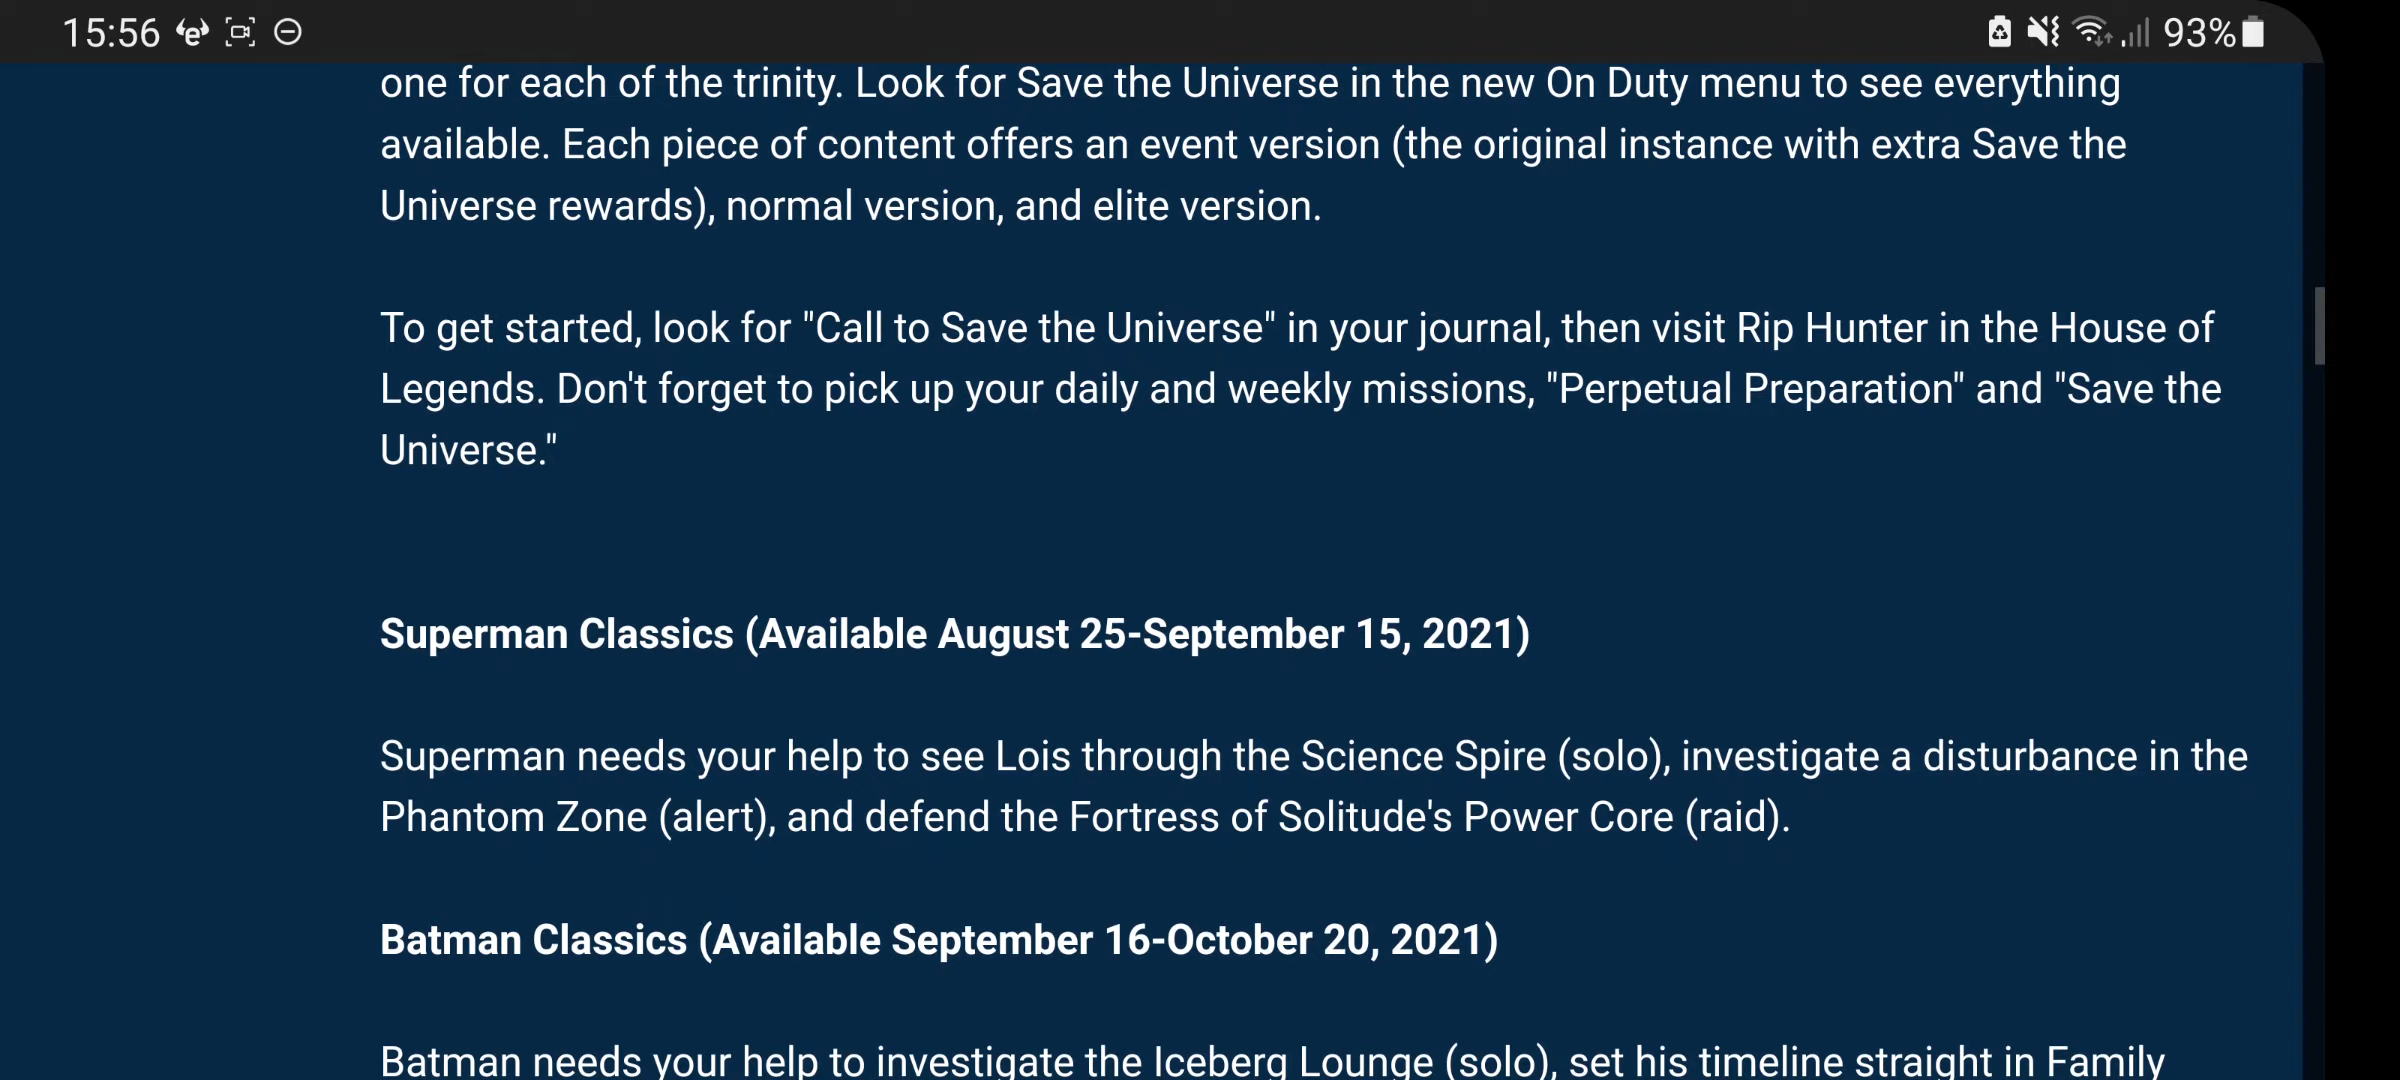 15:56
93%
one for each of the trinity. Look for Save the Universe in the new On Duty menu to see everything
available. Each piece of content offers an event version (the original instance with extra Save the
Universe rewards), normal version, and elite version.
To get started, look for "Call to Save the Universe" in your journal, then visit Rip Hunter in the House of
Legends. Don't forget to pick up your daily and weekly missions, "Perpetual Preparation" and "Save the
Universe."
Superman Classics (Available August 25-September 15, 2021)
Superman needs your help to see Lois through the Science Spire (solo), investigate a disturbance in the
Phantom Zone (alert), and defend the Fortress of Solitude's Power Core (raid).
Batman Classics (Available September 16-October 20, 2021)
Batman needs your help to investigate the Iceberg Lounge (solo), set his timeline straight in Family